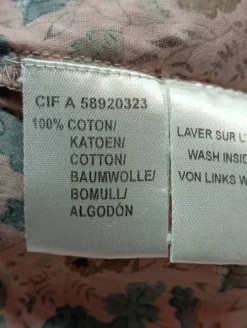 CIF A 58920323
100% COTON/
KATOEN/
COTTON/
BAUMWOLLE/
BOMULL/
ALGODÓN
LAVER SUR L'
WASH INSID
VON LINKS W